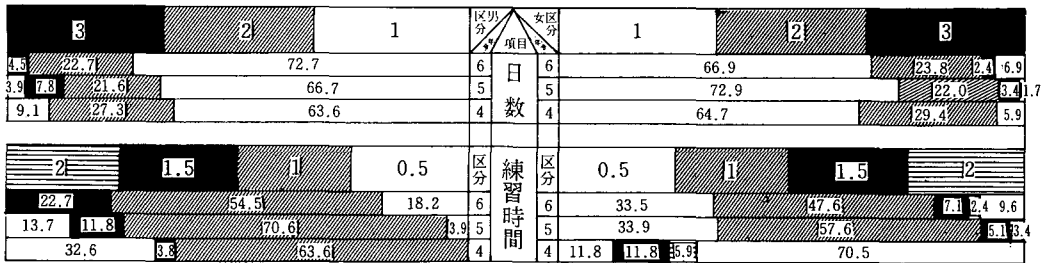 3 2 1 区分 男 項目 女 区分 1 2 3
4.5 22.7 72.7 6 日数 6 66.9 23.8 2.4 6.9
3.9 7.8 21.6 66.7 5 5 72.9 22.0 3.4 1.7
9.1 27.3 63.6 4 4 64.7 29.4 5.9
2 1.5 1 0.5 区分 練習時間 区分 0.5 1 1.5 2
22.7 54.5 18.2 6 6 33.5 47.6 7.1 2.4 9.6
13.7 11.8 70.6 3.9 5 5 33.9 57.6 5.1 3.4
32.6 3.8 63.6 4 4 11.8 11.8 5.9 70.5